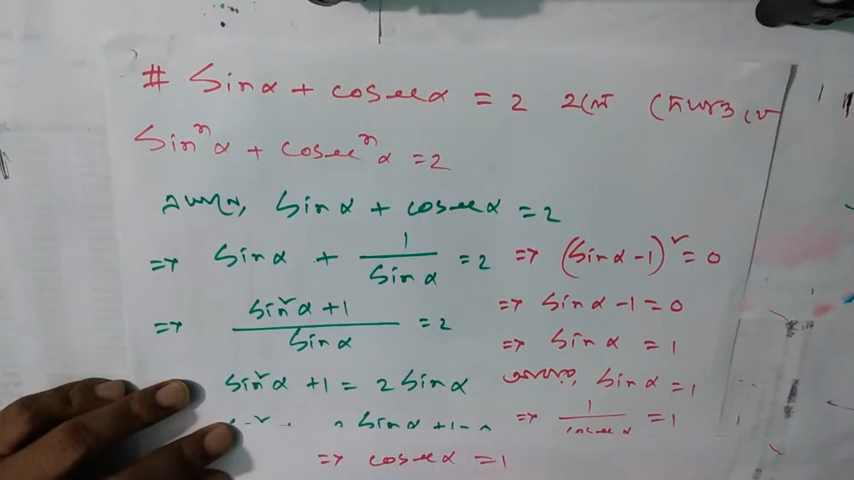 # Sinα + cosecα = 2 হলে দেখাও যে
Sinⁿα + cosecⁿα = 2
এখানে, Sinα + cosecα = 2
=> Sinα + 1/Sinα = 2
=> Sin²α + 1/Sinα = 2
Sin²α + 1 = 2 Sinα
=> (Sinα - 1)² = 0
=> Sinα - 1 = 0
=> Sinα = 1
Sinα = 1
=> 1/cosecα = 1
=> cosecα = 1